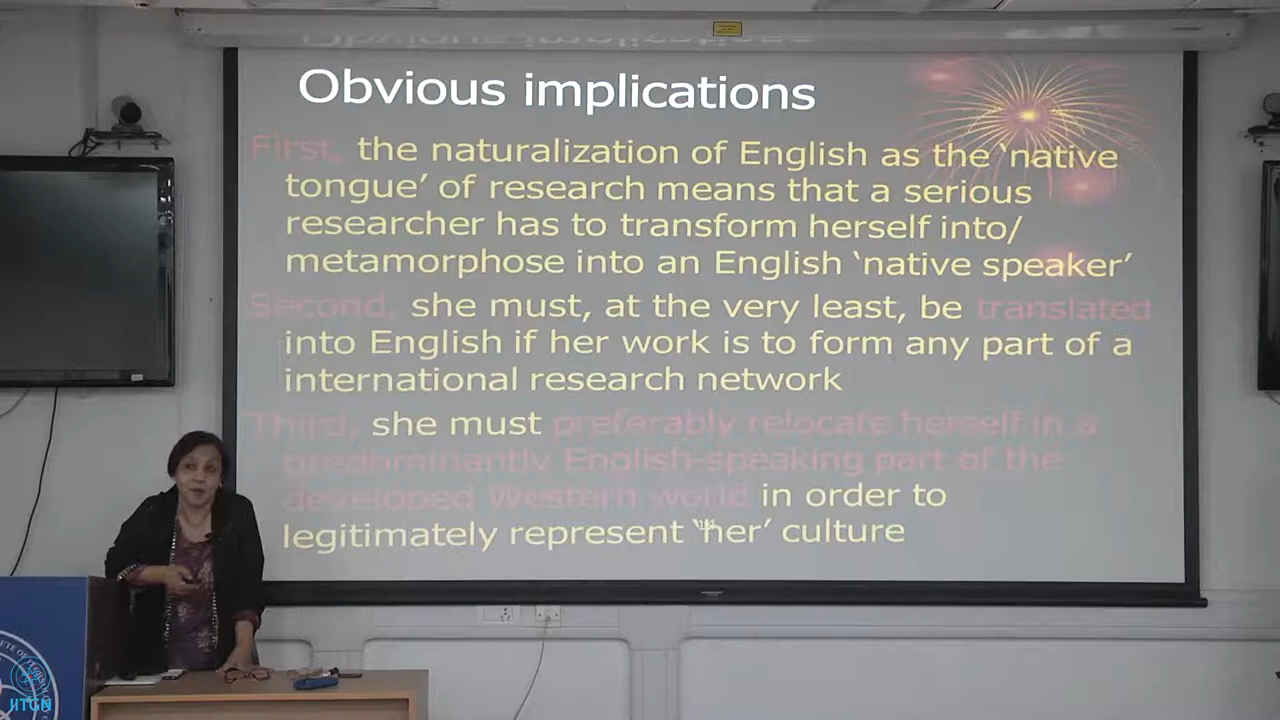 Obvious implications
First, the naturalization of English as the ‘native
tongue’ of research means that a serious
researcher has to transform herself into/
metamorphose into an English ‘native speaker’
Second, she must, at the very least, be translated
into English if her work is to form any part of a
international research network
Third, she must preferably relocate herself in a
predominantly English-speaking part of the
developed Western world in order to
legitimately represent ‘her’ culture
IITGN